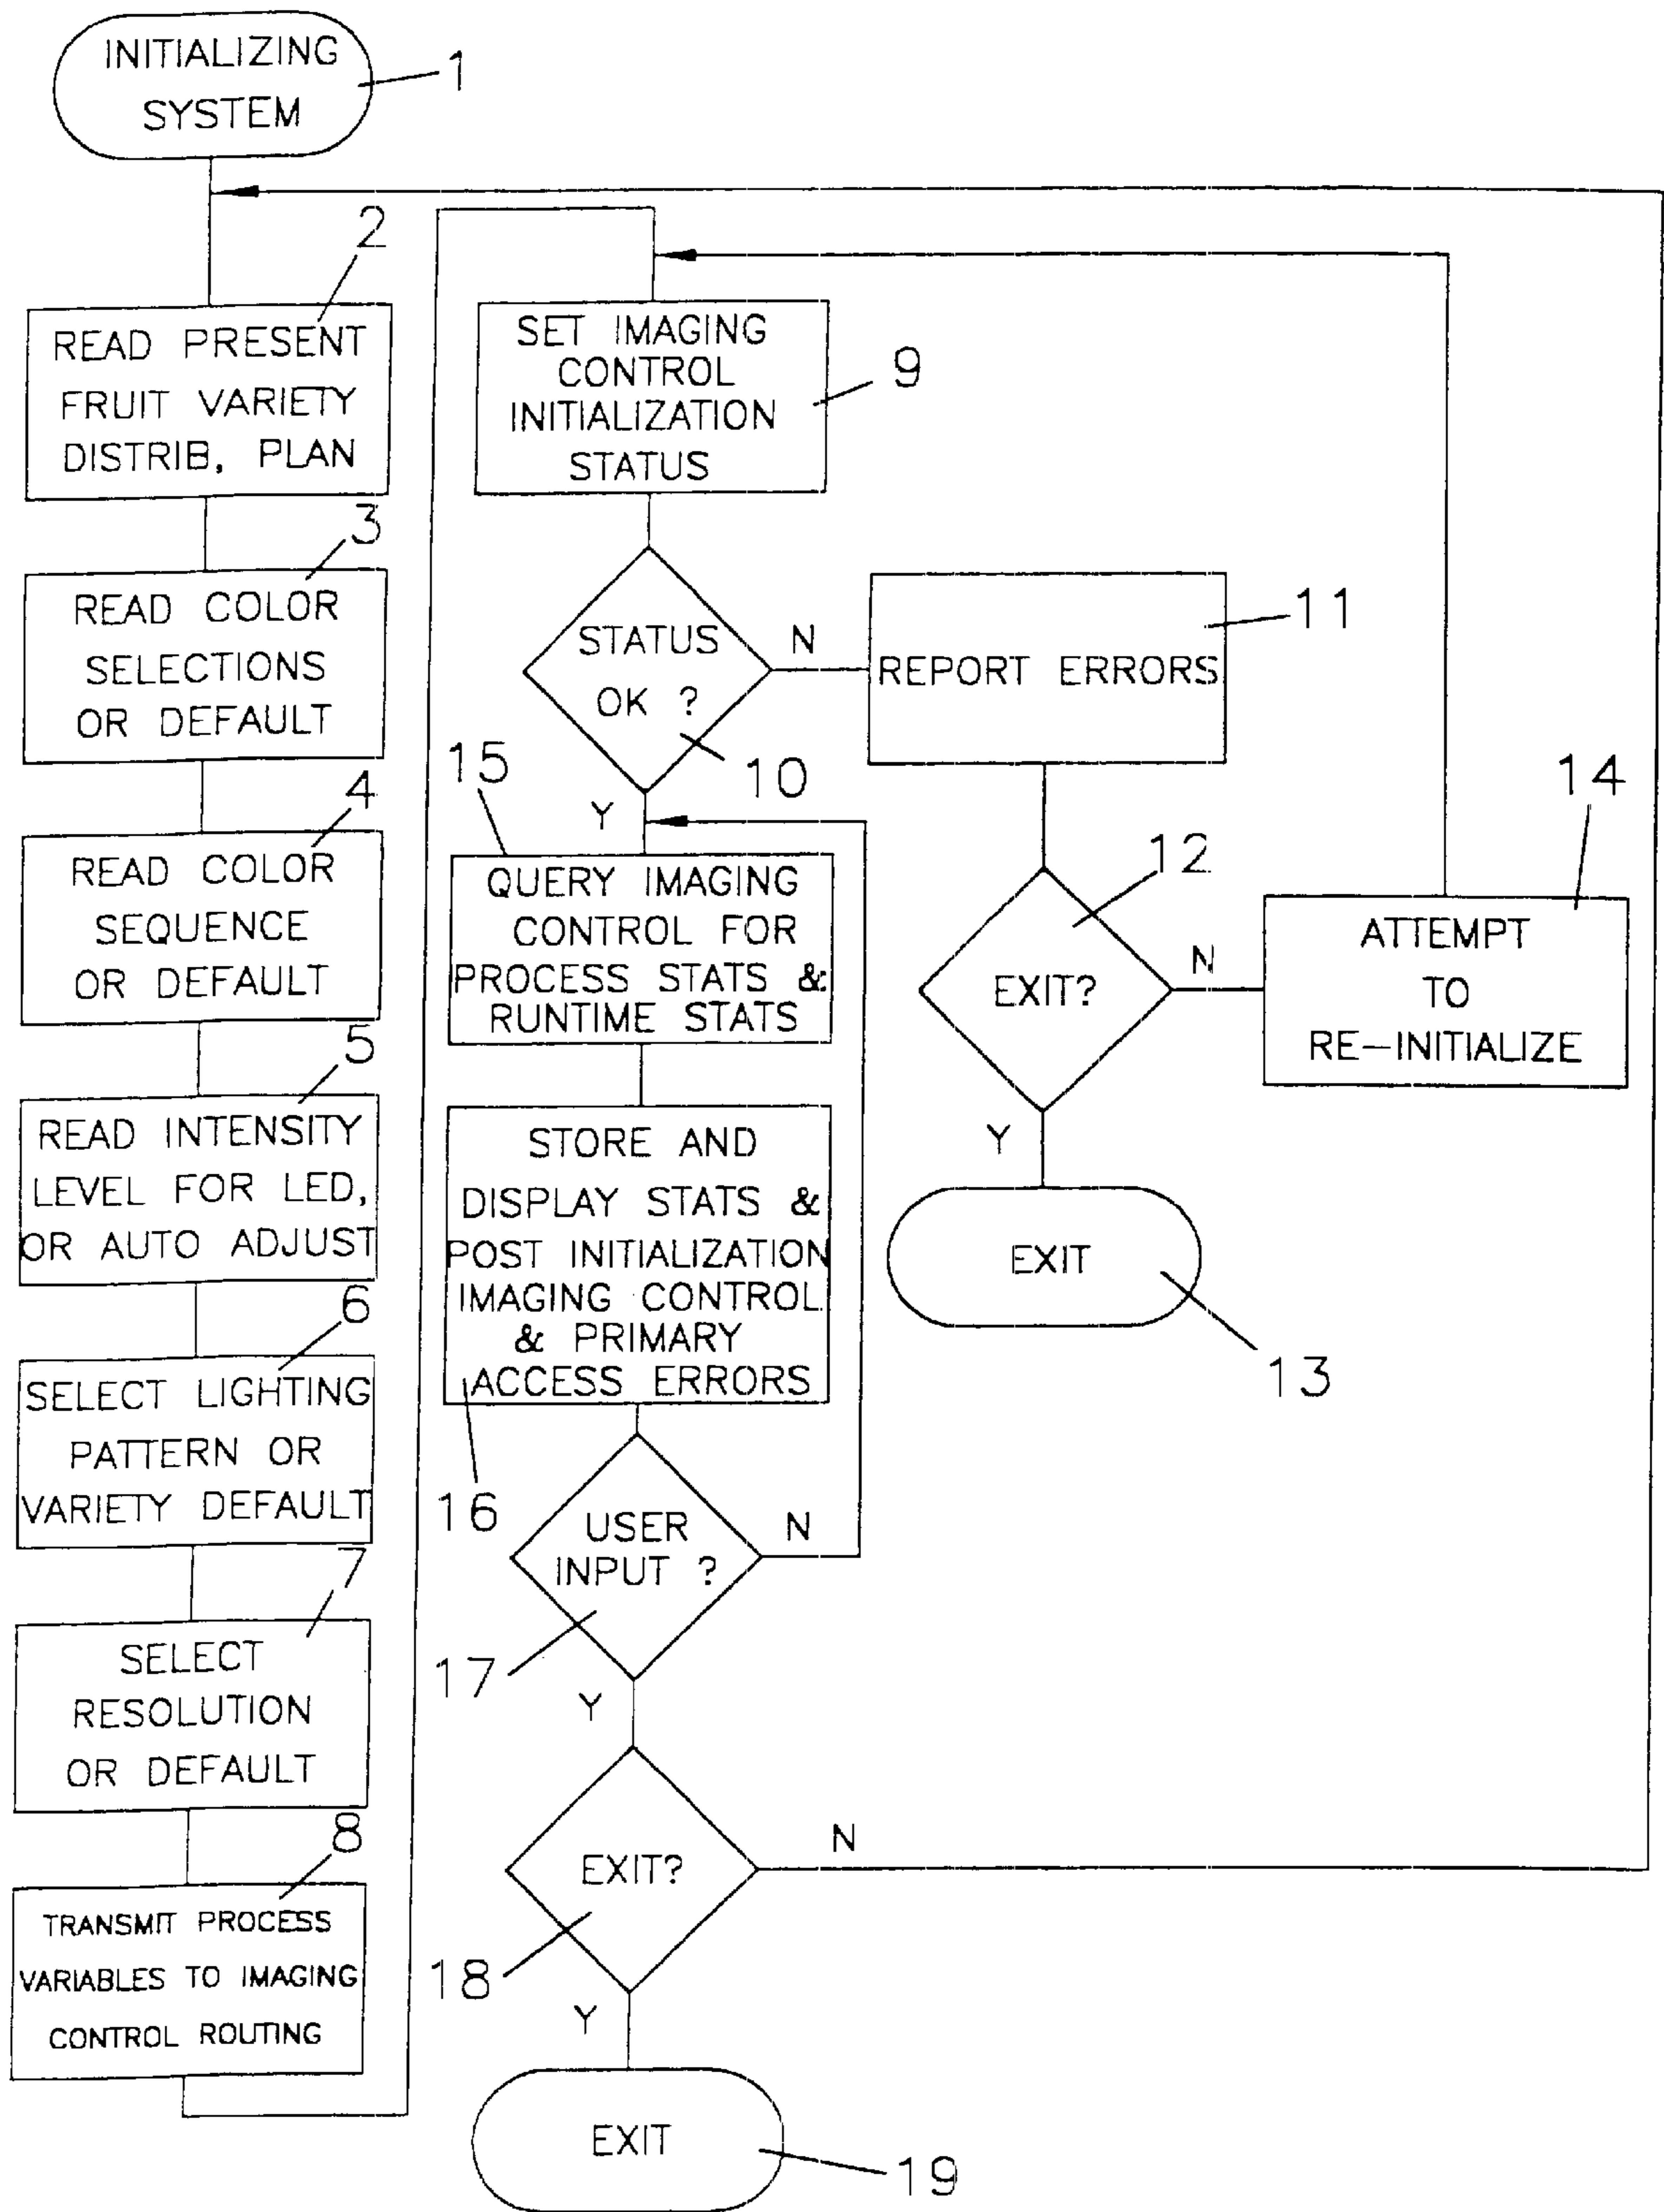 INITIALIZING
SYSTEM
1
2
READ PRESENT
FRUIT VARIETY
DISTRIB, PLAN
3
READ COLOR
SELECTIONS
OR DEFAULT
4
READ COLOR
SEQUENCE
OR DEFAULT
5
READ INTENSITY
LEVEL FOR LED,
OR AUTO ADJUST
6
SELECT LIGHTING
PATTERN OR
VARIETY DEFAULT
7
SELECT
RESOLUTION
OR DEFAULT
8
TRANSMIT PROCESS
VARIABLES TO IMAGING
CONTROL ROUTING
SET IMAGING
CONTROL
INITIALIZATION
STATUS
9
STATUS
OK ?
N
10
Y
REPORT ERRORS
11
12
EXIT?
N
Y
EXIT
13
14
ATTEMPT
TO
RE-INITIALIZE
15
QUERY IMAGING
CONTROL FOR
PROCESS STATS &
RUNTIME STATS
STORE AND
DISPLAY STATS &
POST INITIALIZATION
IMAGING CONTROL
& PRIMARY
ACCESS ERRORS
16
USER
INPUT ?
N
17
Y
EXIT?
N
18
Y
EXIT
19